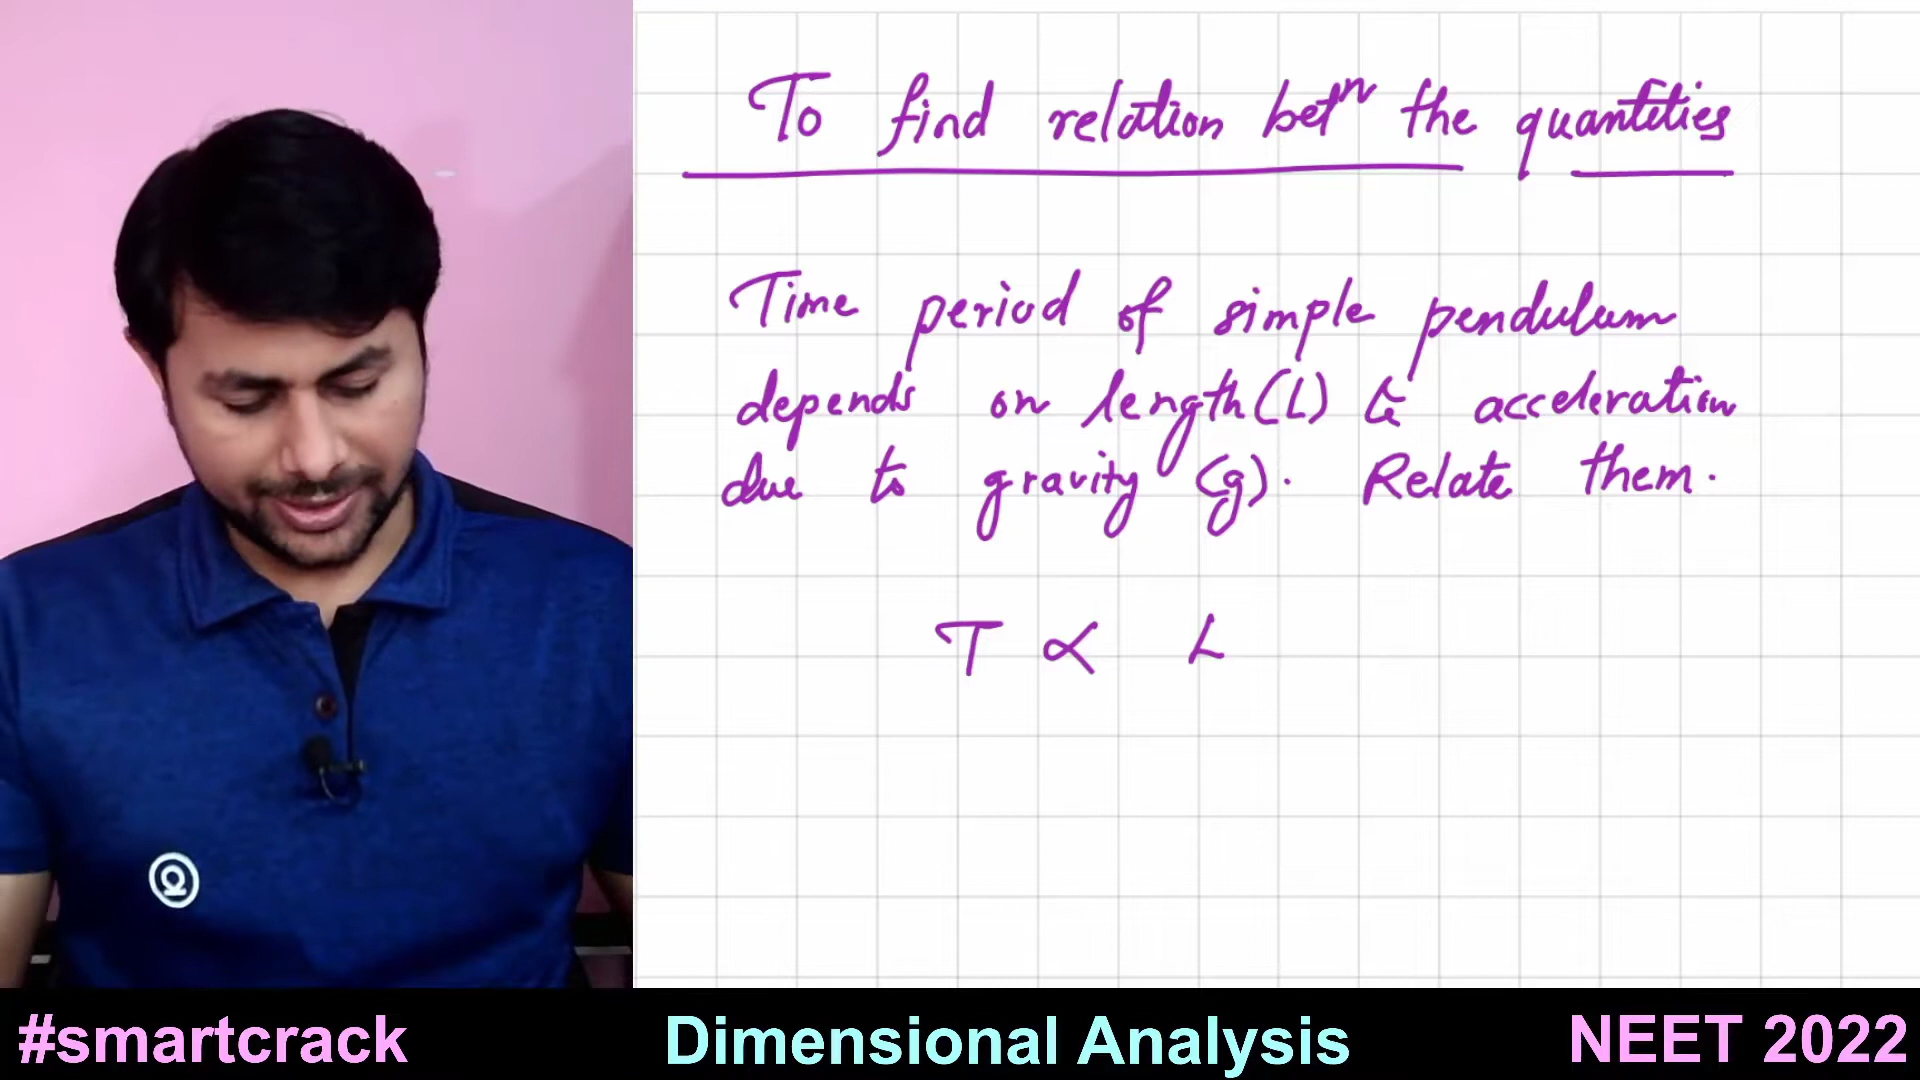 To find relation betn the quantities
Time period of simple pendulum
depends on length (L) & acceleration
due to gravity (g). Relate them.
T ∝ L
#smartcrack Dimensional Analysis NEET 2022